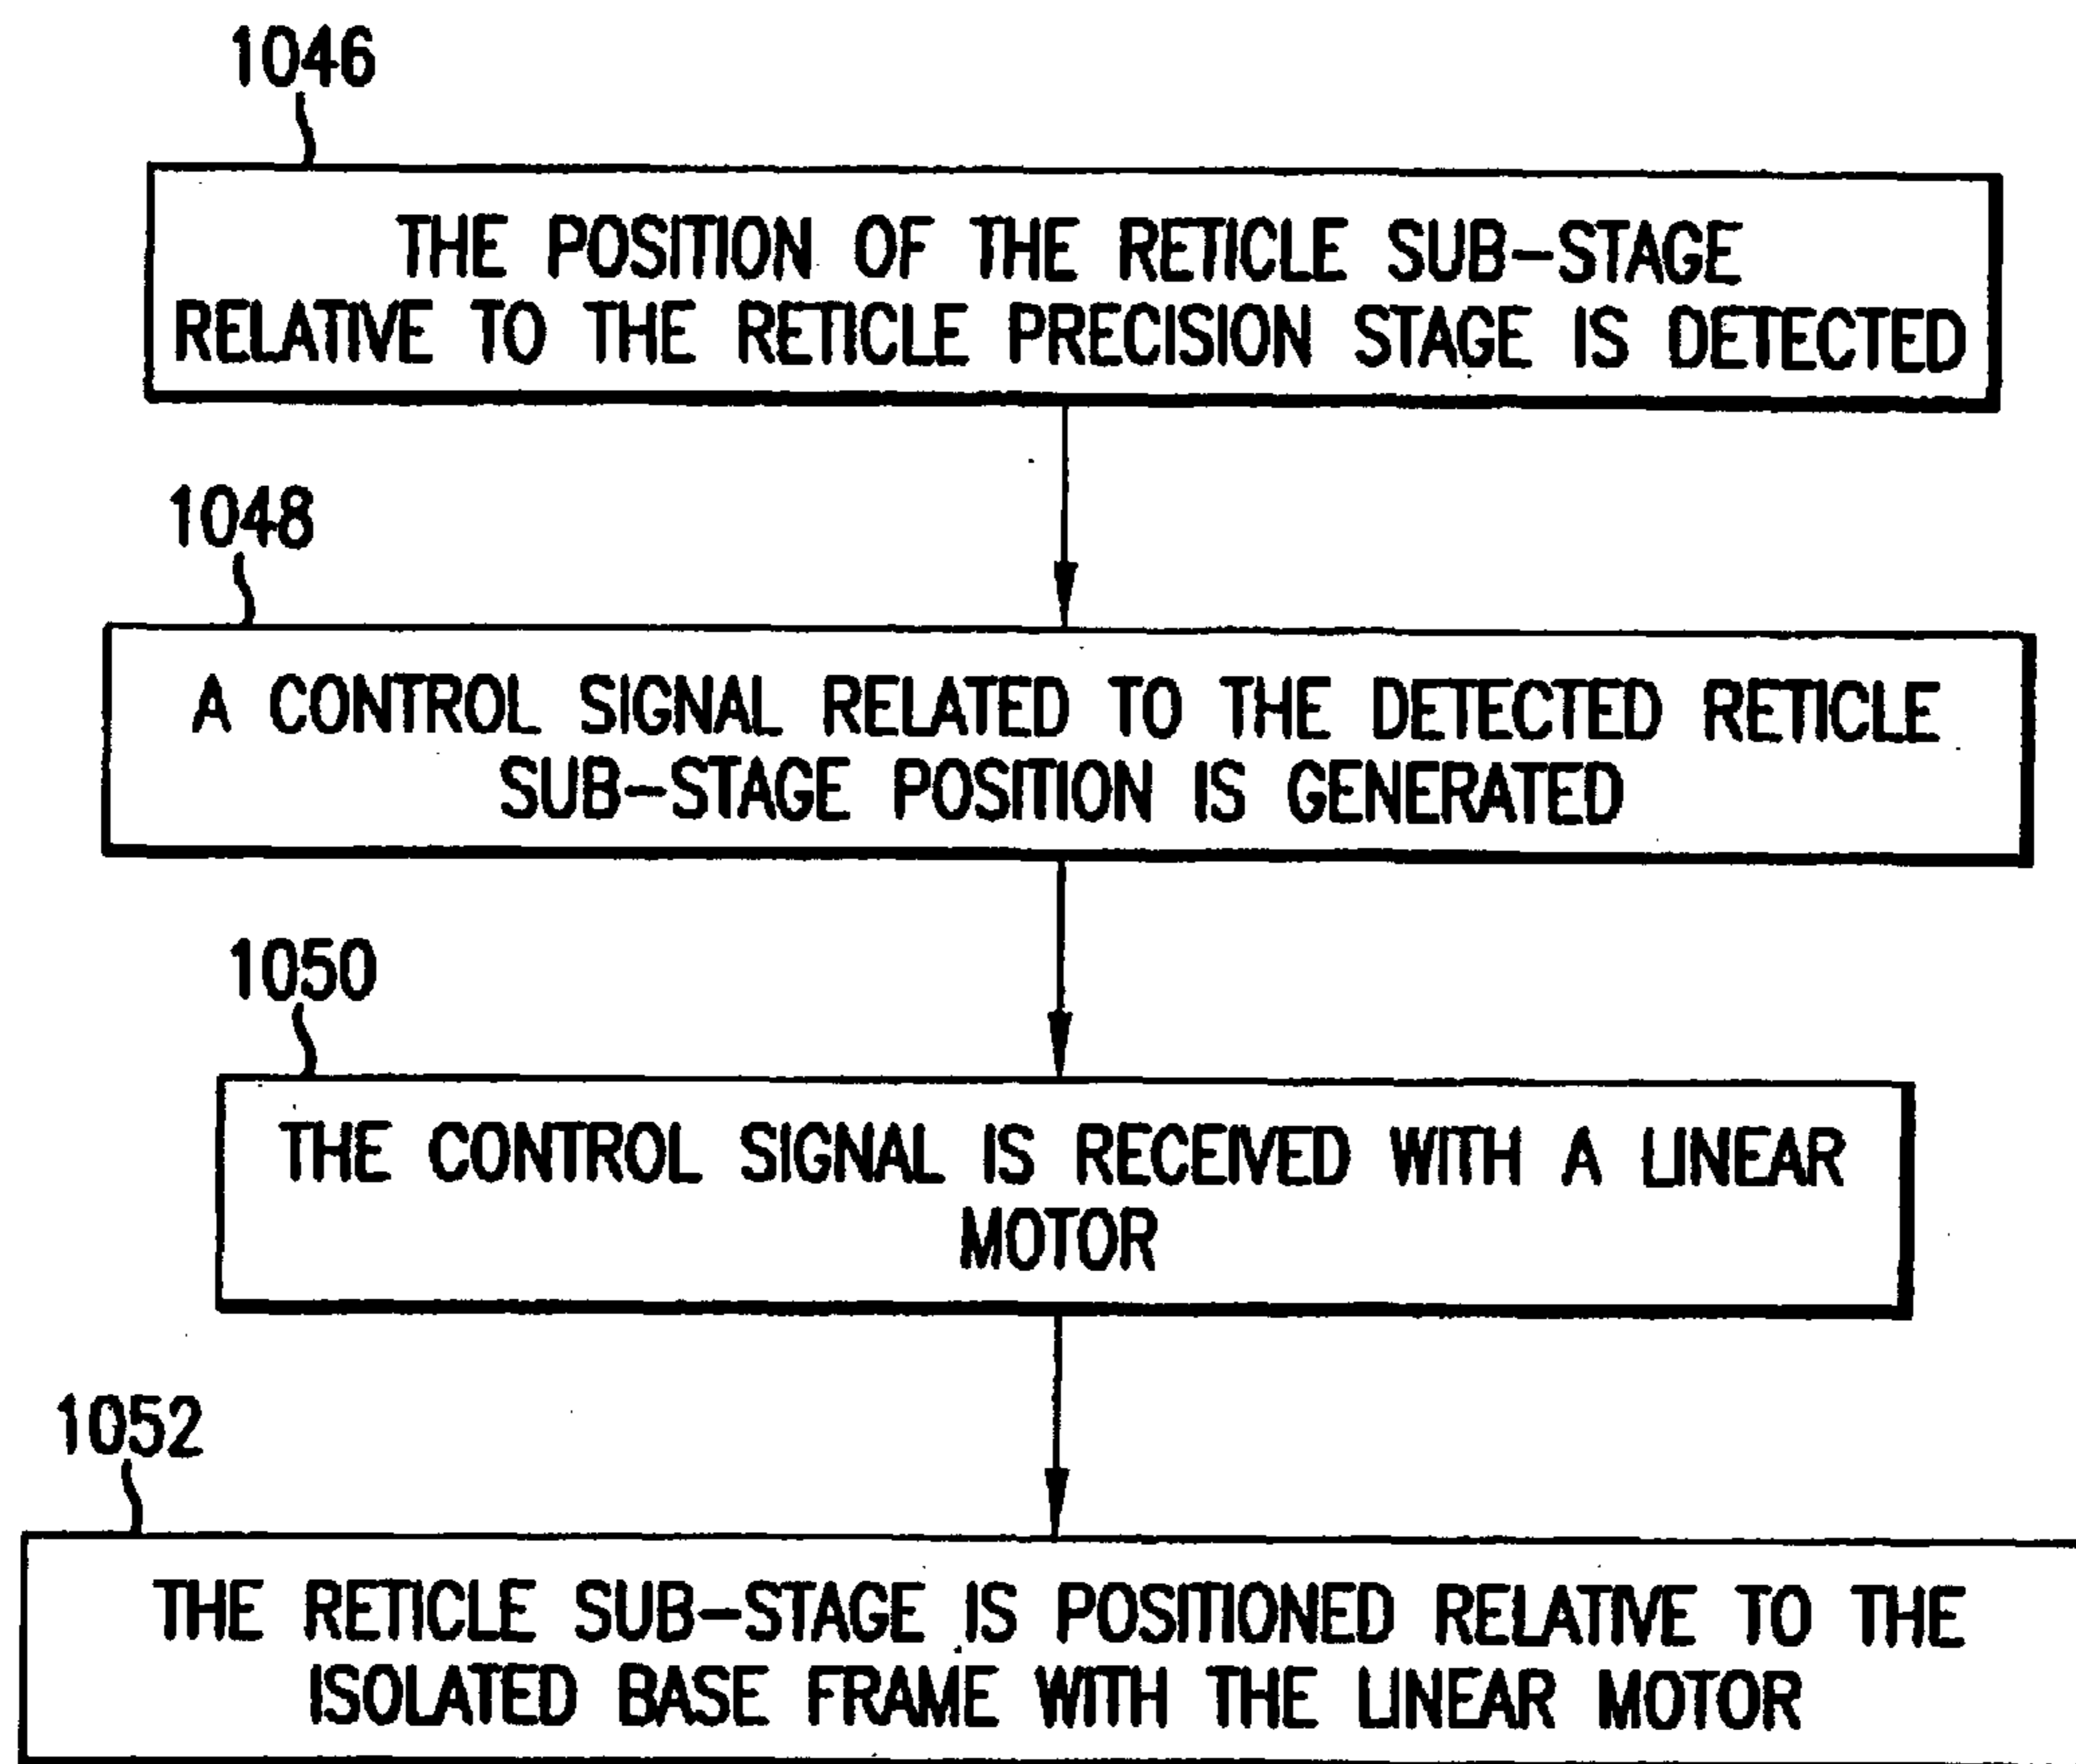 1046
THE POSITION OF THE RETICLE SUB-STAGE
RELATIVE TO THE RETICLE PRECISION STAGE IS DETECTED
1048
A CONTROL SIGNAL RELATED TO THE DETECTED RETICLE
SUB-STAGE POSITION IS GENERATED
1050
THE CONTROL SIGNAL IS RECEIVED WITH A LINEAR
MOTOR
1052
THE RETICLE SUB-STAGE IS POSITIONED RELATIVE TO THE
ISOLATED BASE FRAME WITH THE LINEAR MOTOR